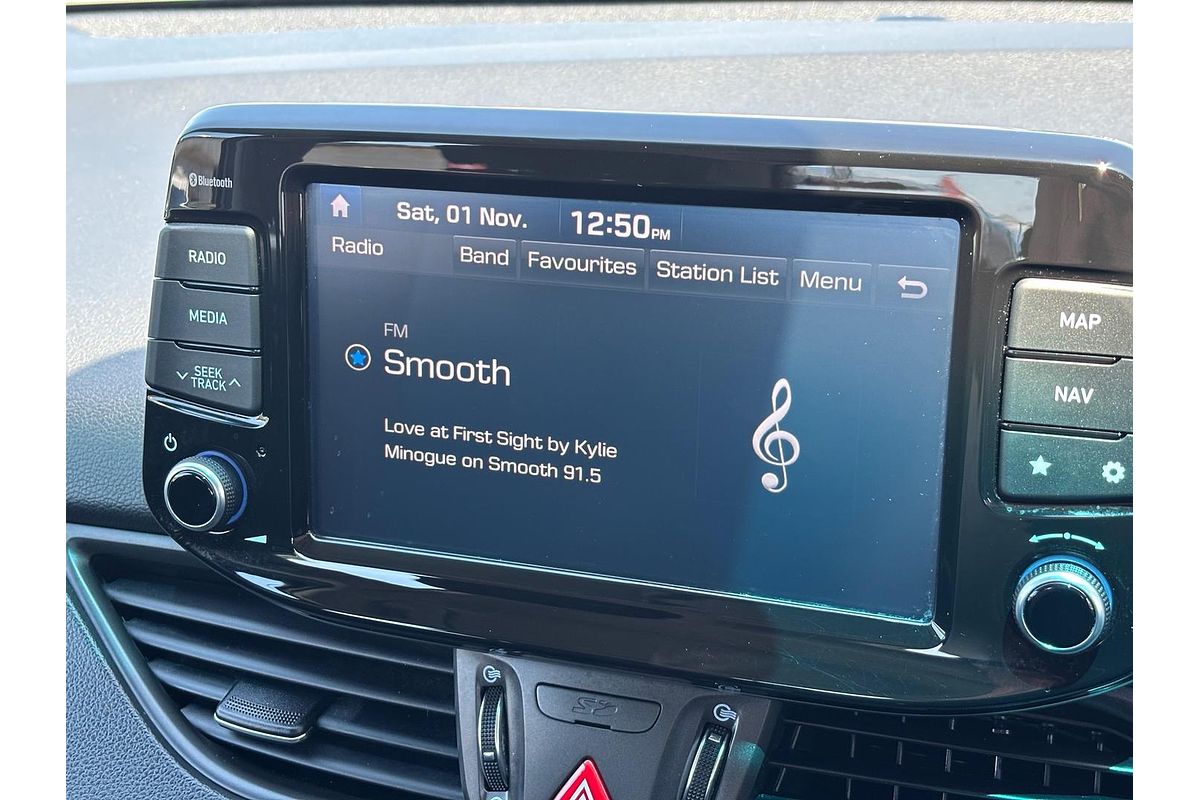 Bluetooth
RADIO
MEDIA
SEEK
TRACK
Sat, 01 Nov. 12:50PM
Radio Band Favourites Station List Menu
FM
Smooth
Love at First Sight by Kylie
Minogue on Smooth 91.5
MAP
NAV
SD